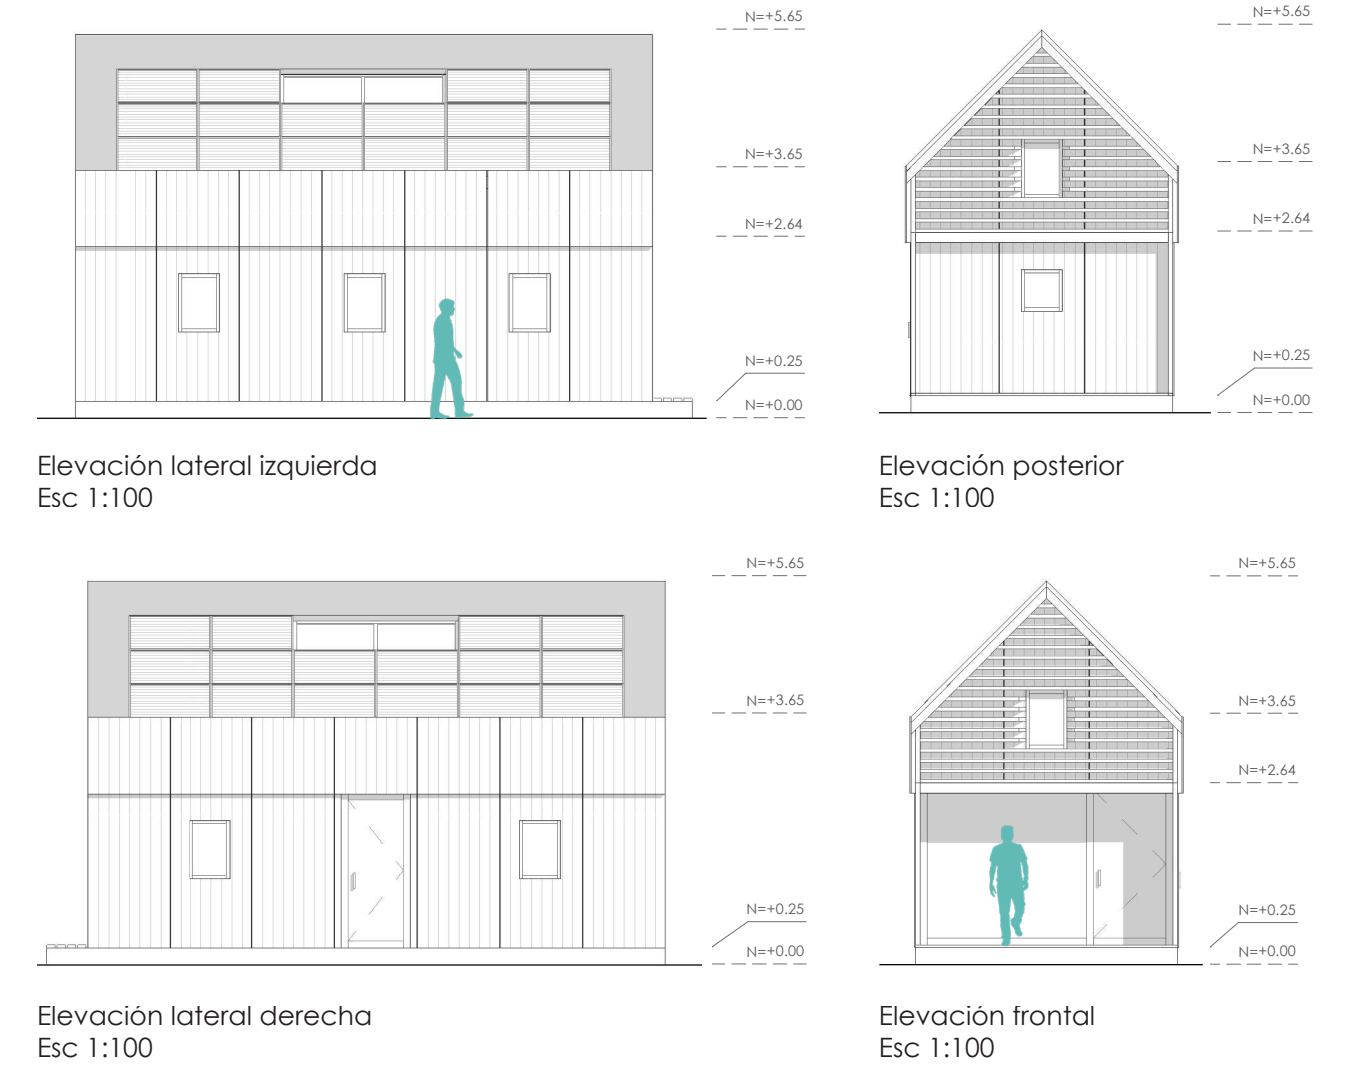 N=+5.65
N=+3.65
N=+2.64
N=+0.25
N=+0.00
Elevación lateral izquierda
Esc 1:100
N=+5.65
N=+3.65
N=+2.64
N=+0.25
N=+0.00
Elevación posterior
Esc 1:100
N=+5.65
N=+3.65
N=+0.25
N=+0.00
Elevación lateral derecha
Esc 1:100
N=+5.65
N=+3.65
N=+2.64
N=+0.25
N=+0.00
Elevación frontal
Esc 1:100